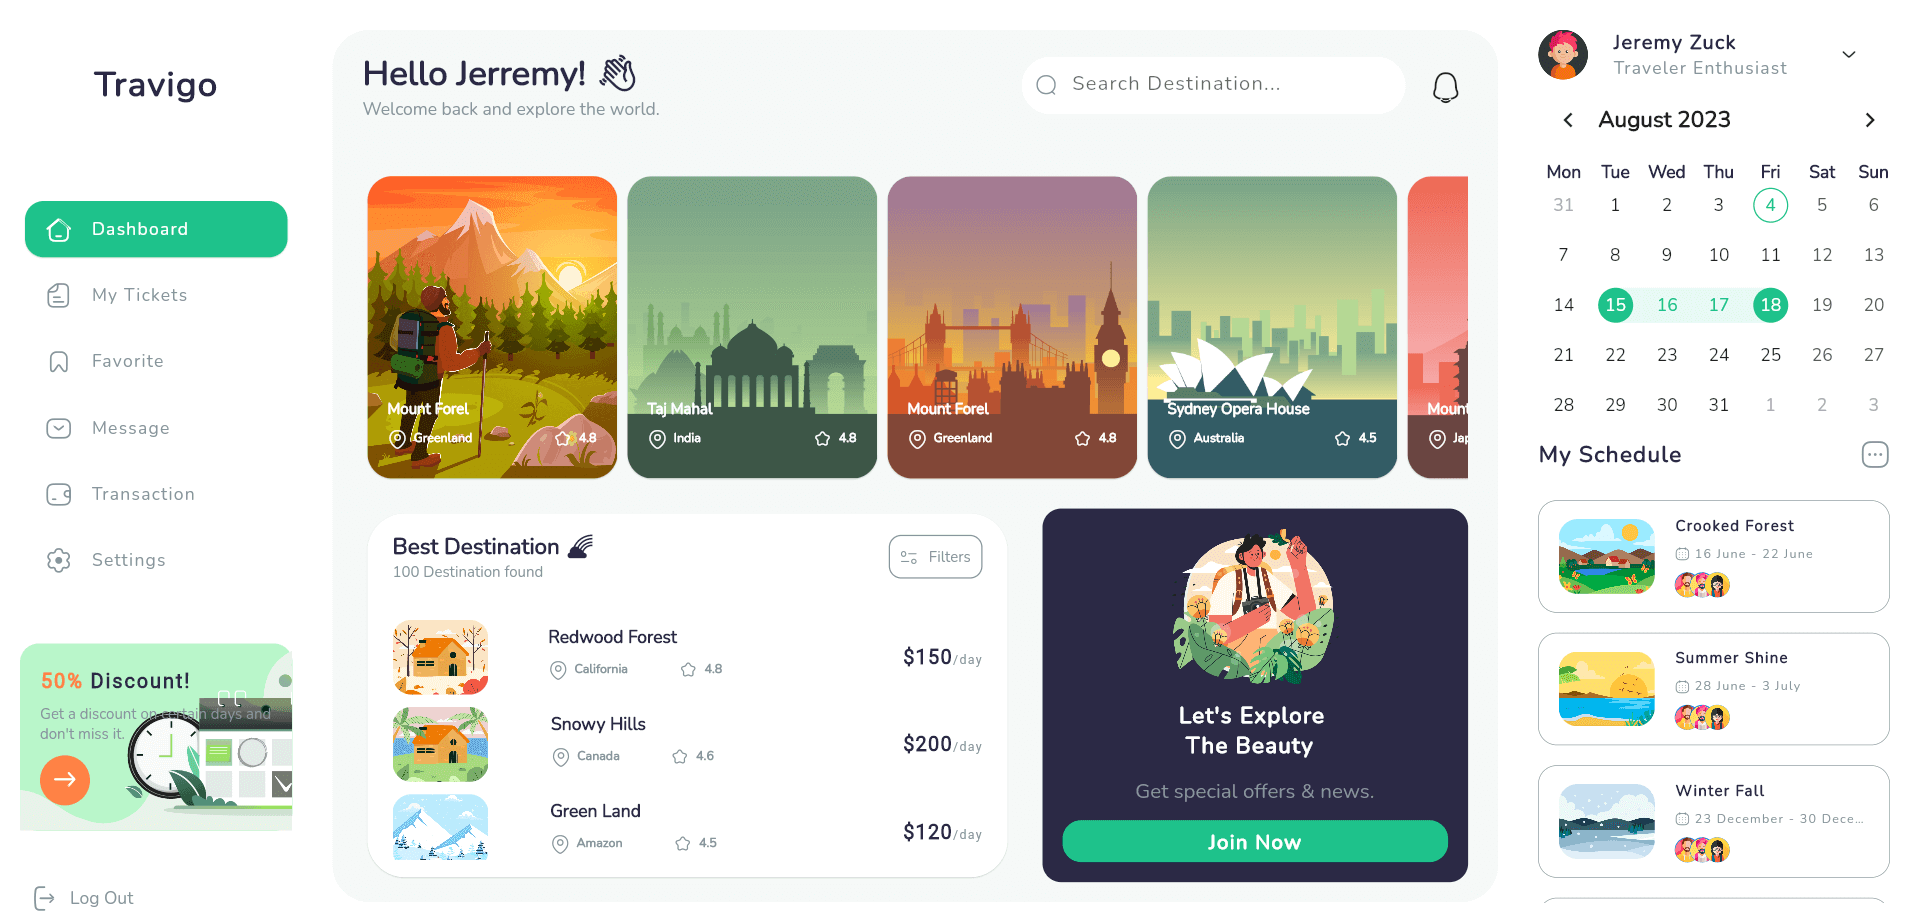 Travigo
Dashboard
My Tickets
Favorite
Message
Transaction
Settings
50% Discount!
Get a discount on certain days and
don't miss it.
Log Out
Hello Jerremy!
Welcome back and explore the world.
Search Destination...
Mount Forel
Greenland 4.8
Taj Mahal
India 4.8
Mount Forel
Greenland 4.8
Sydney Opera House
Australia 4.5
Mount
Jap
Best Destination
100 Destination found
Filters
Redwood Forest
California 4.8
$150/day
Snowy Hills
Canada 4.6
$200/day
Green Land
Amazon 4.5
$120/day
Let's Explore
The Beauty
Get special offers & news.
Join Now
Jeremy Zuck
Traveler Enthusiast
August 2023
Mon Tue Wed Thu Fri Sat Sun
31 1 2 3 4 5 6
7 8 9 10 11 12 13
14 15 16 17 18 19 20
21 22 23 24 25 26 27
28 29 30 31 1 2 3
My Schedule
Crooked Forest
16 June - 22 June
Summer Shine
28 June - 3 July
Winter Fall
23 December - 30 Dece...